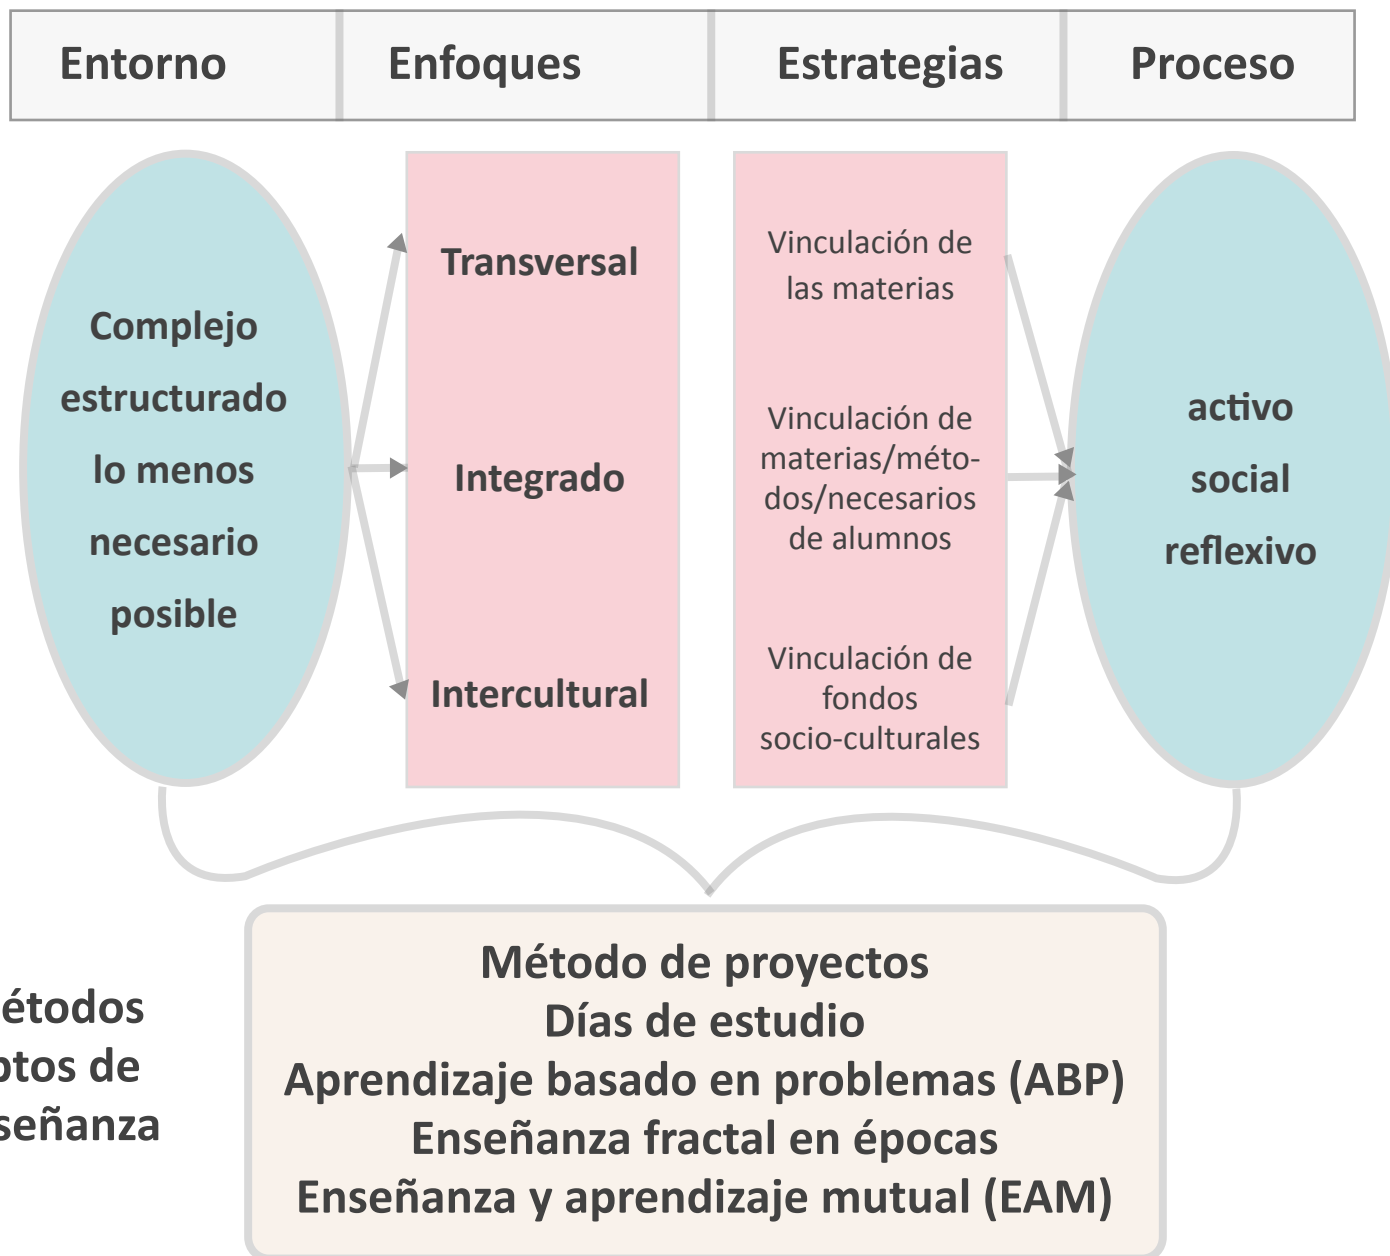 Entorno Enfoques Estrategias Proceso
Complejo
estructurado
lo menos
necesario
posible
Transversal
Integrado
Intercultural
Vinculación de
las materias
Vinculación de
materias/méto-
dos/necesarios
de alumnos
Vinculación de
fondos
socio-culturales
activo
social
reflexivo
étodos
ptos de
señanza
Método de proyectos
Días de estudio
Aprendizaje basado en problemas (ABP)
Enseñanza fractal en épocas
Enseñanza y aprendizaje mutual (EAM)